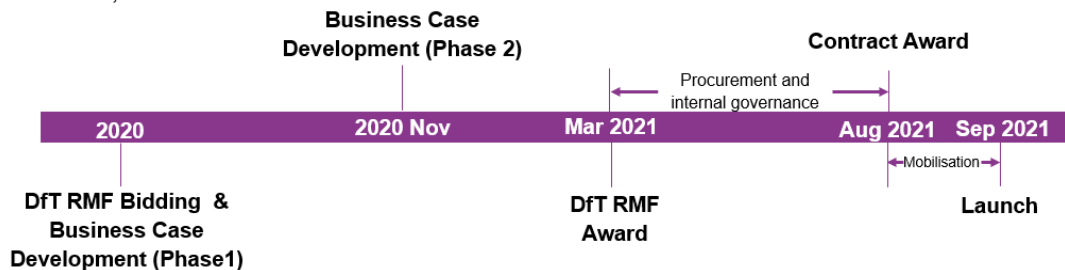 Business Case
Development (Phase 2)
Contract Award
Procurement and
internal governance
2020
2020 Nov
Mar 2021
Aug 2021
Sep 2021
Mobilisation
DfT RMF Bidding &
Business Case
Development (Phase1)
DfT RMF
Award
Launch